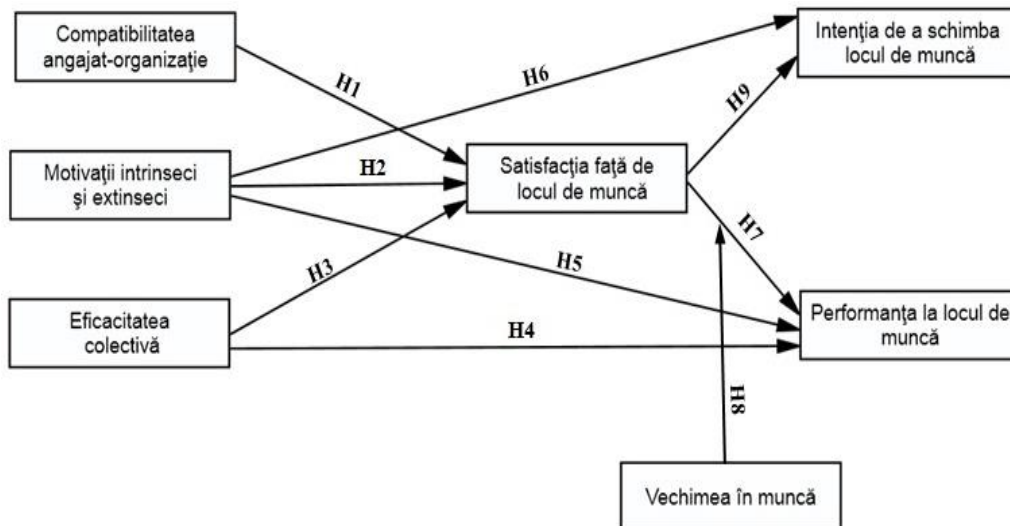 Compatibilitatea
angajat-organizaţie
Intenţia de a schimba
locul de muncă
H6
H1
H9
Motivaţii intrinseci
şi extinseci
H2
Satisfacţia faţă de
locul de muncă
H7
H3
H5
Eficacitatea
colectivă
H4
Performanţa la locul de
muncă
H8
Vechimea în muncă